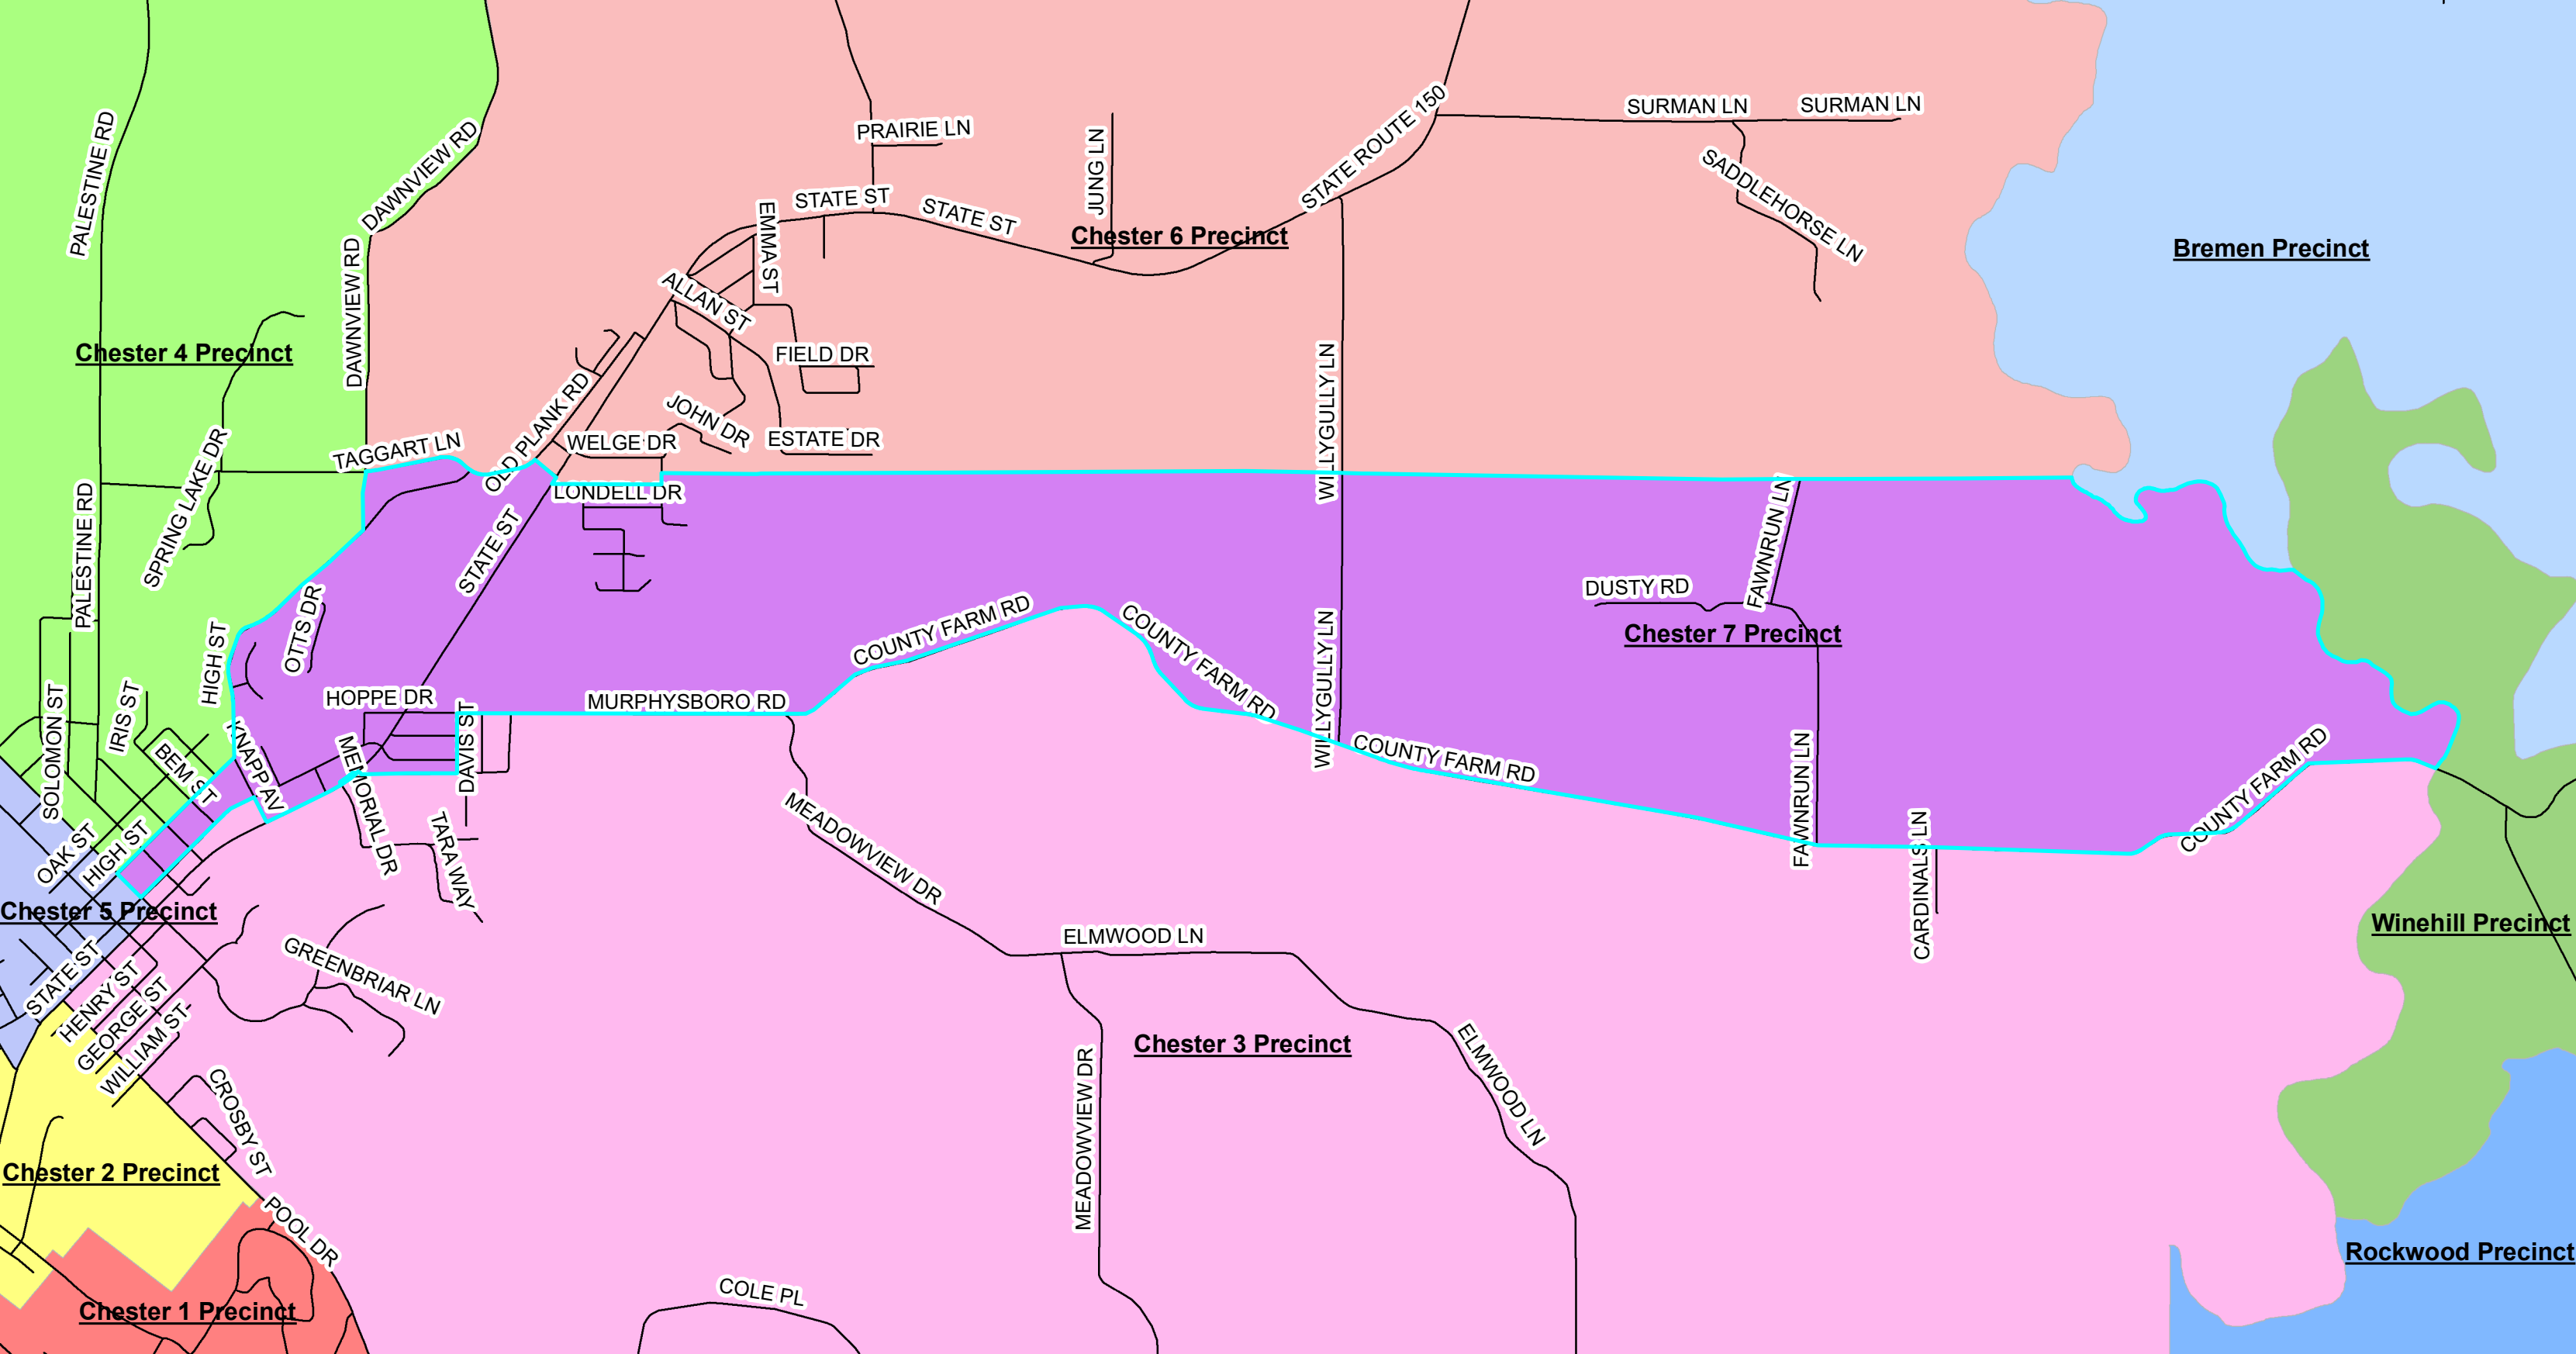 SURMAN LN
SURMAN LN
PRAIRIE LN
JUNG LN
STATE ROUTE 150
PALESTINE RD
DAWNVIEW RD
SADDLEHORSE LN
STATE ST
STATE ST
EMMA ST
Chester 6 Precinct
Bremen Precinct
DAWNVIEW RD
ALLAN ST
Chester 4 Precinct
FIELD DR
WILLYGULLY LN
OLD PLANK RD
JOHN DR
WELGE DR
ESTATE DR
TAGGART LN
SPRING LAKE DR
LONDELL DR
PALESTINE RD
STATE ST
FAWNRUN LN
DUSTY RD
OTTS DR
COUNTY FARM RD
COUNTY FARM RD
Chester 7 Precinct
HIGH ST
WILLYGULLY LN
SOLOMON ST
IRIS ST
HOPPE DR
MURPHYSBORO RD
DAVIS ST
KNAPP AV
BEM ST
COUNTY FARM RD
COUNTY FARM RD
MEMORIAL DR
FAWNRUN LN
MEADOWVIEW DR
TARA WAY
OAK ST
HIGH ST
CARDINALS LN
Chester 5 Precinct
Winehill Precinct
ELMWOOD LN
GREENBRIAR LN
STATE ST
HENRY ST
GEORGE ST
WILLIAM ST
Chester 3 Precinct
ELMWOOD LN
MEADOWVIEW DR
CROSBY ST
Chester 2 Precinct
POOL DR
Rockwood Precinct
COLE PL
Chester 1 Precinct